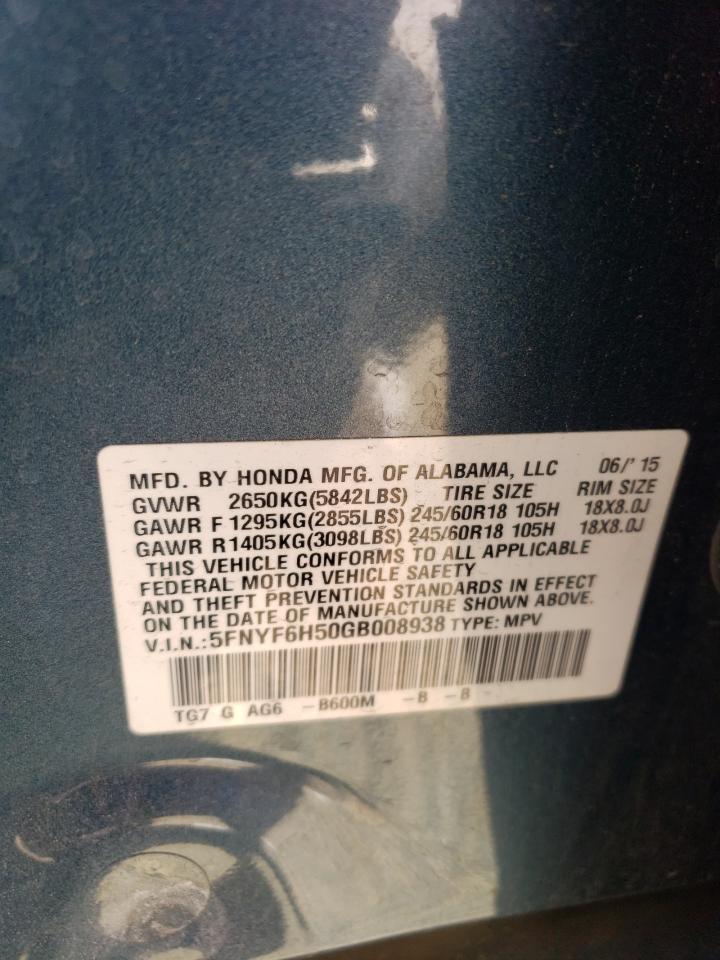 MFD. BY HONDA MFG. OF ALABAMA, LLC 06/' 15
GVWR 2650KG(5842LBS) TIRE SIZE RIM SIZE
GAWR F 1295KG(2855LBS) 245/60R18 105H 18X8.0J
GAWR R1405KG(3098LBS) 245/60R18 105H 18X8.0J
THIS VEHICLE CONFORMS TO ALL APPLICABLE
FEDERAL MOTOR VEHICLE SAFETY
AND THEFT PREVENTION STANDARDS IN EFFECT
ON THE DATE OF MANUFACTURE SHOWN ABOVE.
V.I.N.:5FNYF6H50GB008938 TYPE: MPV
TG7 G AG6 -B600M -B -B